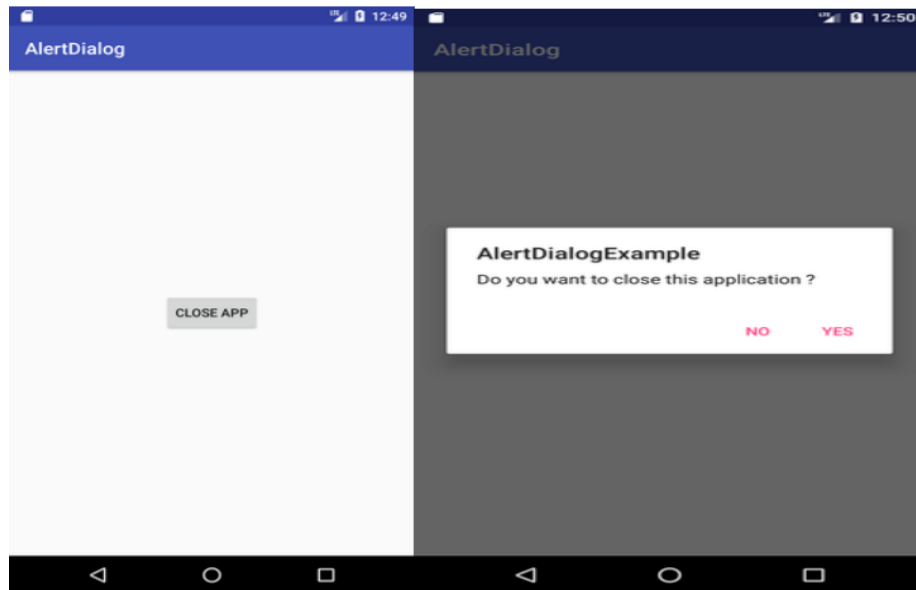 12:49
AlertDialog
CLOSE APP
12:50
AlertDialog
AlertDialogExample
Do you want to close this application ?
NO YES